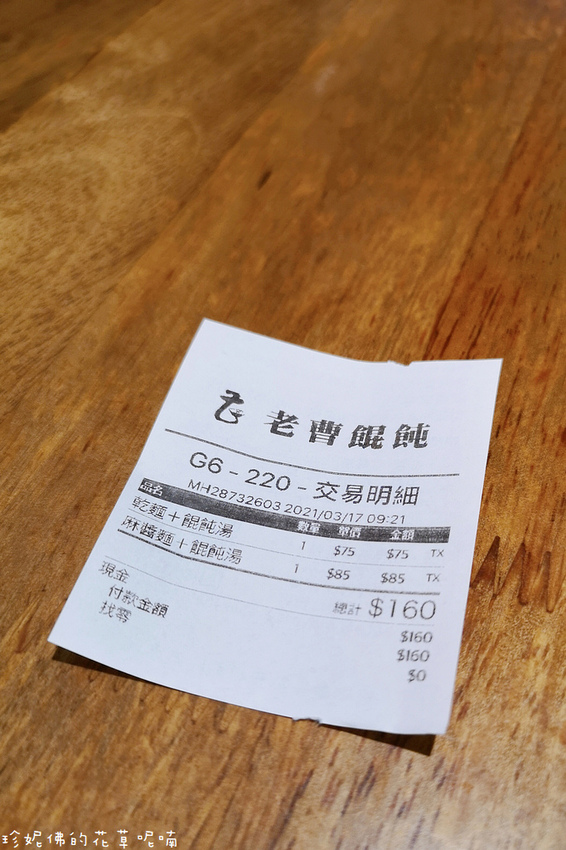 老曹餛飩
G6-220-交易明細
MH28732603 2021/03/17 09:21
品名 數量 單價 金額
乾麵+餛飩湯 1 $75 $75 TX
麻醬麵+餛飩湯 1 $85 $85 TX
總計 $160
現金 $160
付款金額 $160
找零 $0
珍妮佛的花草呢喃